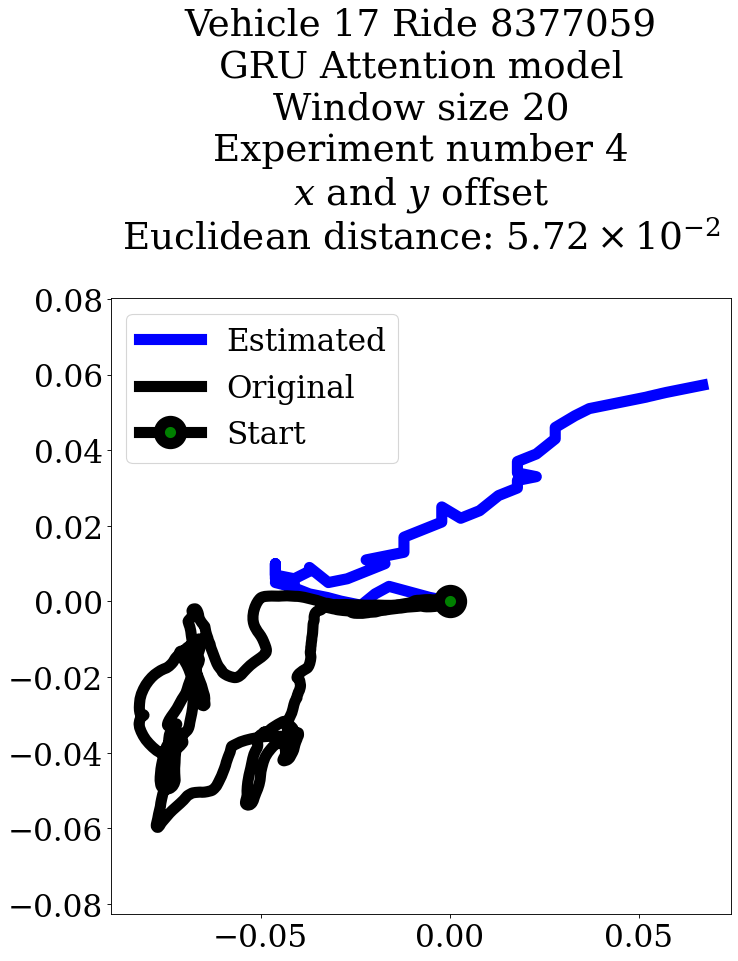 Vehicle 17 Ride 8377059
GRU Attention model
Window size 20
Experiment number 4
x and y offset
Euclidean distance: 5.72 × 10⁻²
0.08
0.06
0.04
0.02
0.00
−0.02
−0.04
−0.06
−0.08
Estimated
Original
Start
−0.05 0.00 0.05